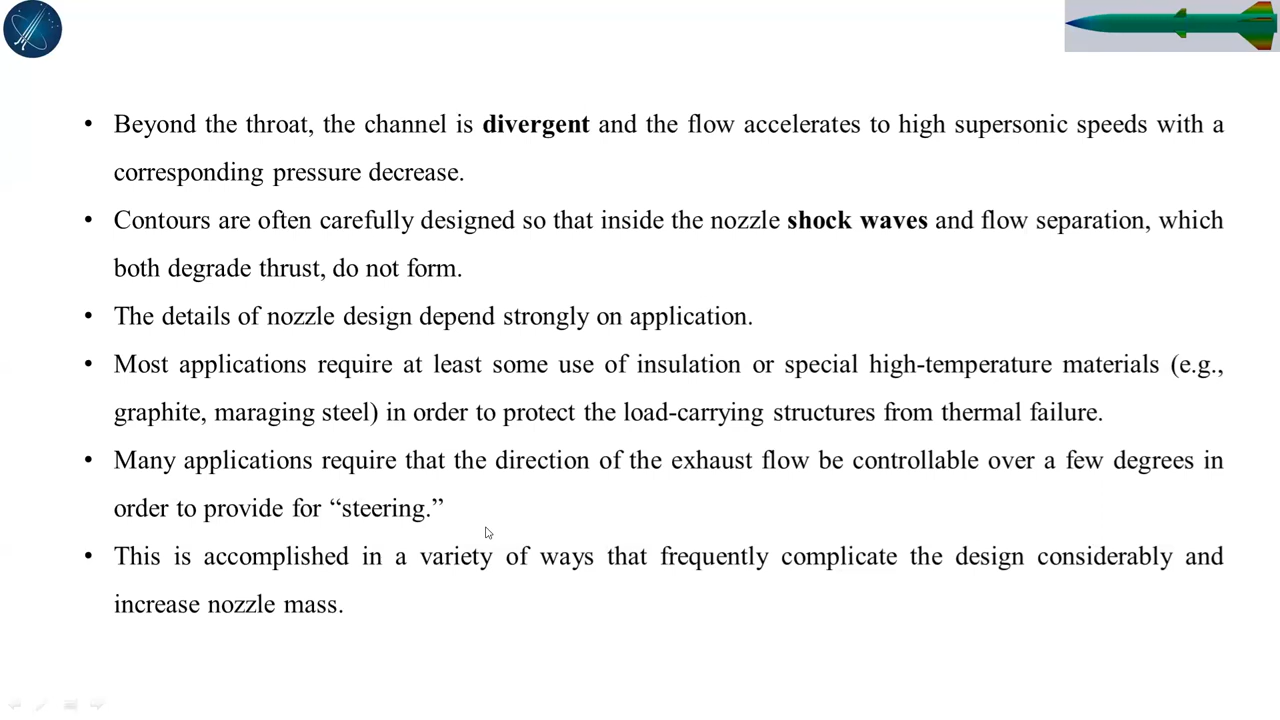 • Beyond the throat, the channel is divergent and the flow accelerates to high supersonic speeds with a
corresponding pressure decrease.
• Contours are often carefully designed so that inside the nozzle shock waves and flow separation, which
both degrade thrust, do not form.
• The details of nozzle design depend strongly on application.
• Most applications require at least some use of insulation or special high-temperature materials (e.g.,
graphite, maraging steel) in order to protect the load-carrying structures from thermal failure.
• Many applications require that the direction of the exhaust flow be controllable over a few degrees in
order to provide for “steering.”
• This is accomplished in a variety of ways that frequently complicate the design considerably and
increase nozzle mass.